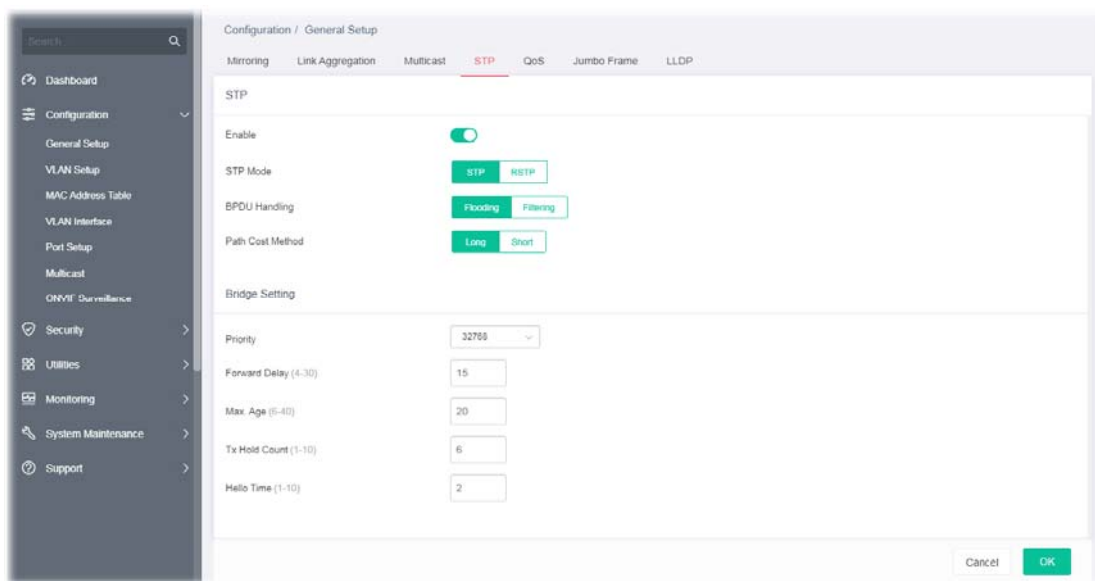 Search
Dashboard
Configuration
General Setup
VLAN Setup
MAC Address Table
VLAN Interface
Port Setup
Multicast
ONVIF Surveillance
Security
Utilities
Monitoring
System Maintenance
Support
Configuration / General Setup
Mirroring Link Aggregation Multicast STP QoS Jumbo Frame LLDP
STP
Enable
STP Mode STP RSTP
BPDU Handling Flooding Filtering
Path Cost Method Long Short
Bridge Setting
Priority 32768
Forward Delay (4-30) 15
Max. Age (6-40) 20
Tx Hold Count (1-10) 6
Hello Time (1-10) 2
Cancel OK